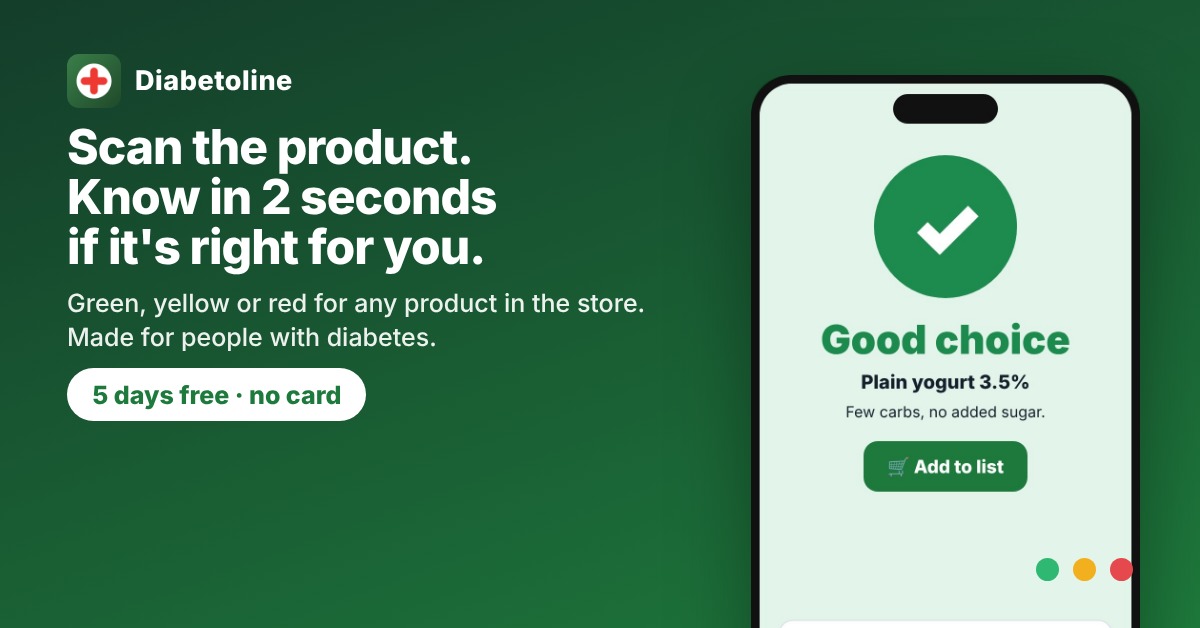 Diabetoline
Scan the product.
Know in 2 seconds
if it's right for you.
Green, yellow or red for any product in the store.
Made for people with diabetes.
5 days free · no card
Good choice
Plain yogurt 3.5%
Few carbs, no added sugar.
🛒 Add to list